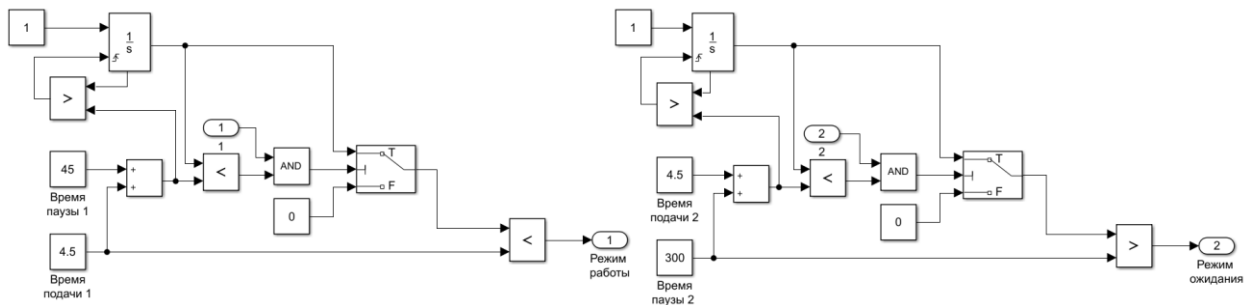 1
1
s
>
1
1
<
AND
T
F
45
+
+
Время
паузы 1
0
4.5
Время
подачи 1
<
1
Режим
работы
1
1
s
>
2
2
<
AND
T
F
4.5
+
+
Время
подачи 2
0
300
Время
паузы 2
>
2
Режим
ожидания